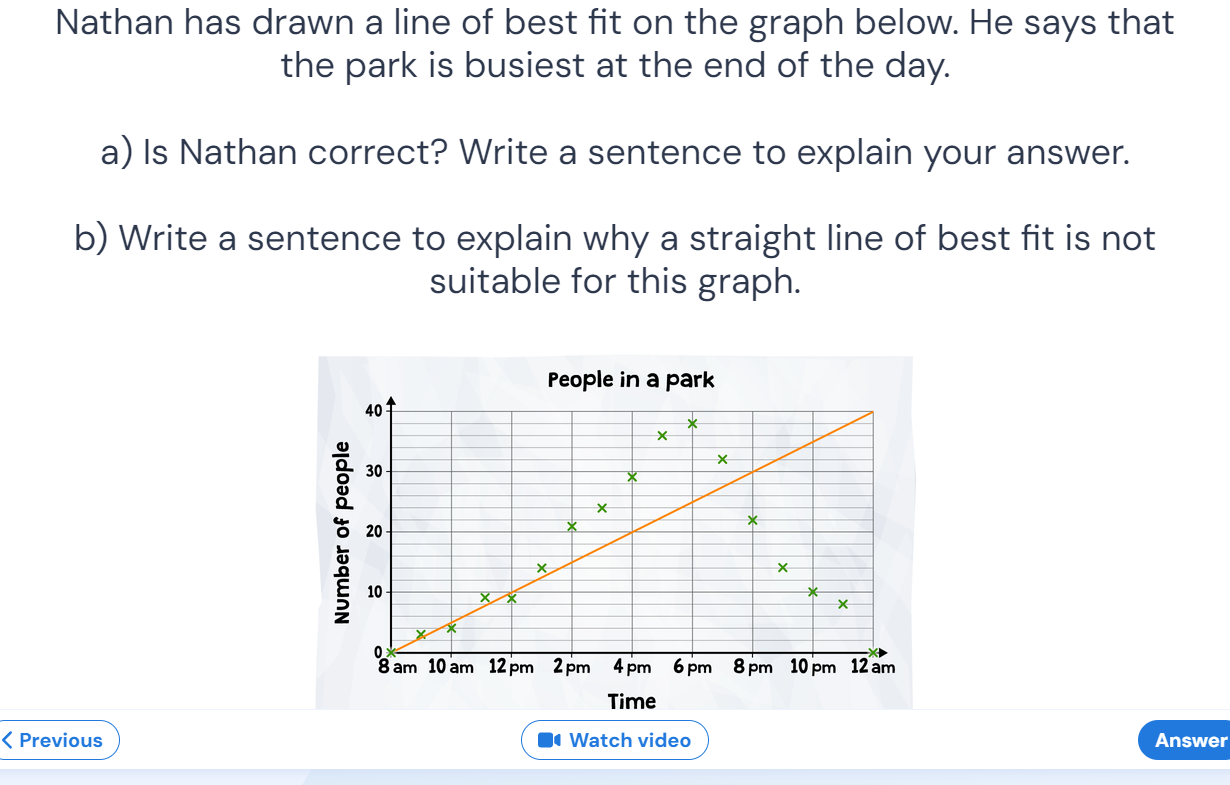 Nathan has drawn a line of best fit on the graph below. He says that
the park is busiest at the end of the day.
a) Is Nathan correct? Write a sentence to explain your answer.
b) Write a sentence to explain why a straight line of best fit is not
suitable for this graph.
People in a park
Number of people
40
30
20
10
0
8 am 10 am 12 pm 2 pm 4 pm 6 pm 8 pm 10 pm 12 am
Time
Previous
Watch video
Answer